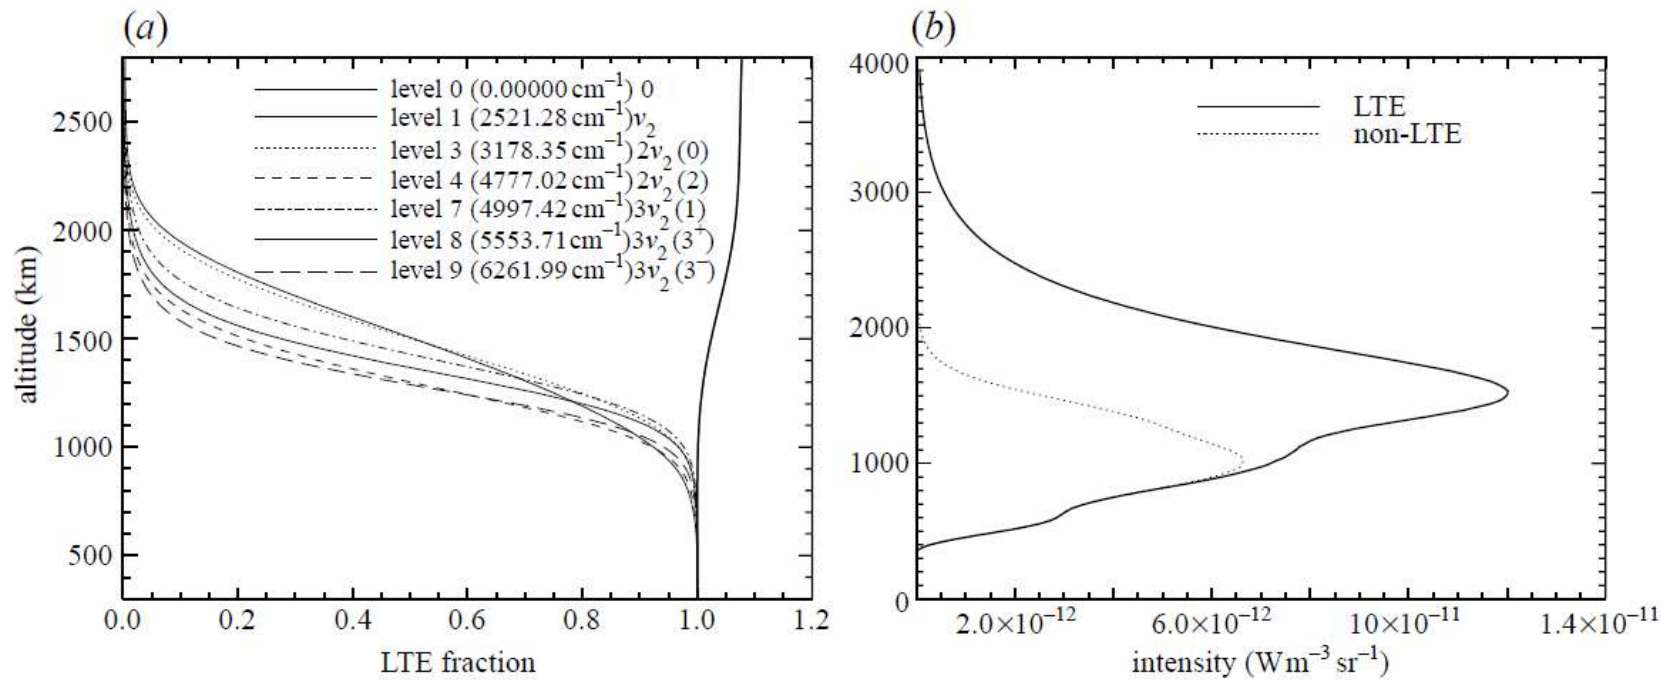 (a)
level 0 (0.00000 cm⁻¹) 0
level 1 (2521.28 cm⁻¹)ν₂
level 3 (3178.35 cm⁻¹)2ν₂(0)
level 4 (4777.02 cm⁻¹)2ν₂(2)
level 7 (4997.42 cm⁻¹)3ν₂(1)
level 8 (5553.71 cm⁻¹)3ν₂(3⁺)
level 9 (6261.99 cm⁻¹)3ν₂(3⁻)
2500
2000
1500
1000
500
altitude (km)
0.0 0.2 0.4 0.6 0.8 1.0 1.2
LTE fraction
(b)
LTE
non-LTE
4000
3000
2000
1000
0
2.0×10⁻¹² 6.0×10⁻¹² 10×10⁻¹¹ 1.4×10⁻¹¹
intensity (Wm⁻³ sr⁻¹)